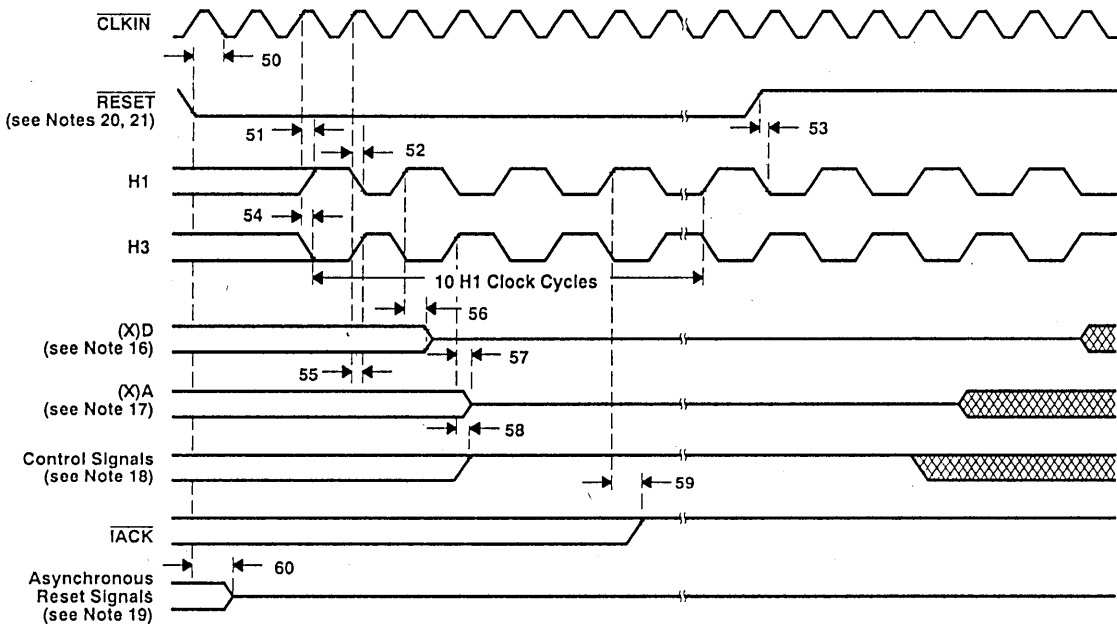 CLKIN
50
RESET
(see Notes 20, 21)
51
52
53
H1
54
H3
10 H1 Clock Cycles
56
(X)D
(see Note 16)
57
55
(X)A
(see Note 17)
58
Control Signals
(see Note 18)
59
IACK
60
Asynchronous
Reset Signals
(see Note 19)